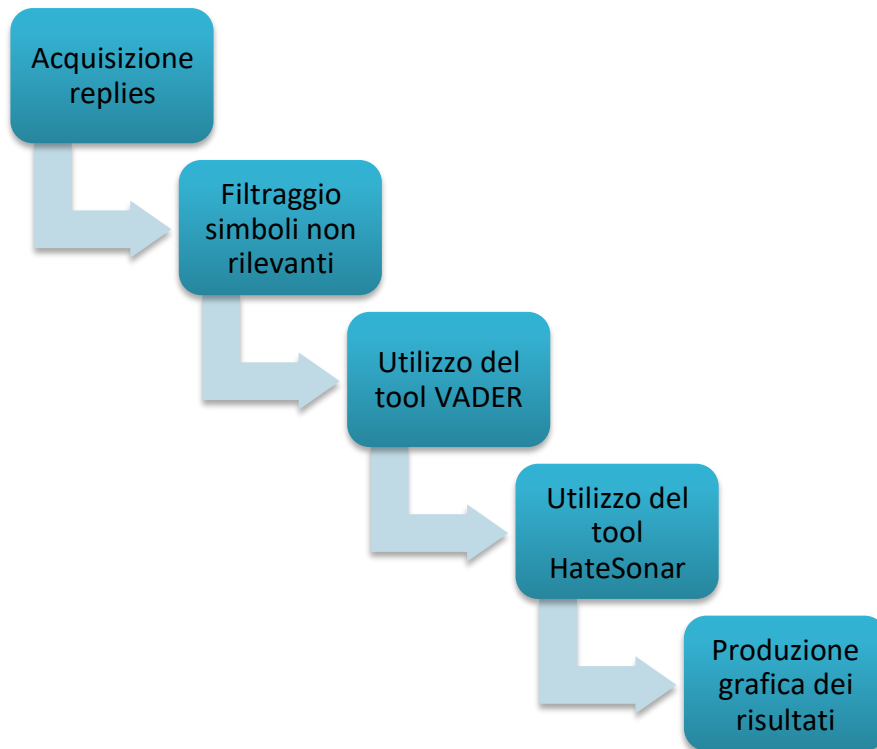 Acquisizione
replies
Filtraggio
simboli non
rilevanti
Utilizzo del
tool VADER
Utilizzo del
tool
HateSonar
Produzione
grafica dei
risultati